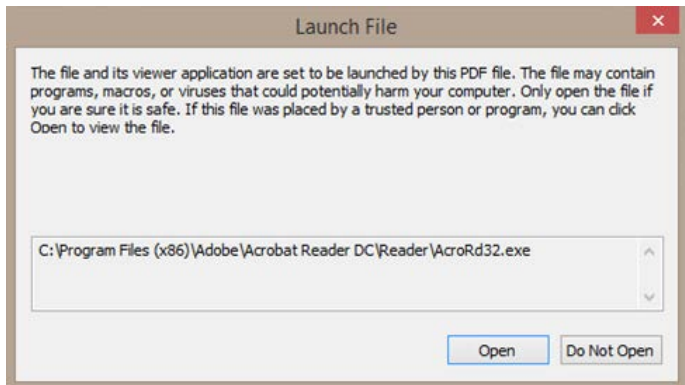 Launch File
The file and its viewer application are set to be launched by this PDF file. The file may contain
programs, macros, or viruses that could potentially harm your computer. Only open the file if
you are sure it is safe. If this file was placed by a trusted person or program, you can click
Open to view the file.
C:\Program Files (x86)\Adobe\Acrobat Reader DC\Reader\AcroRd32.exe
Open Do Not Open